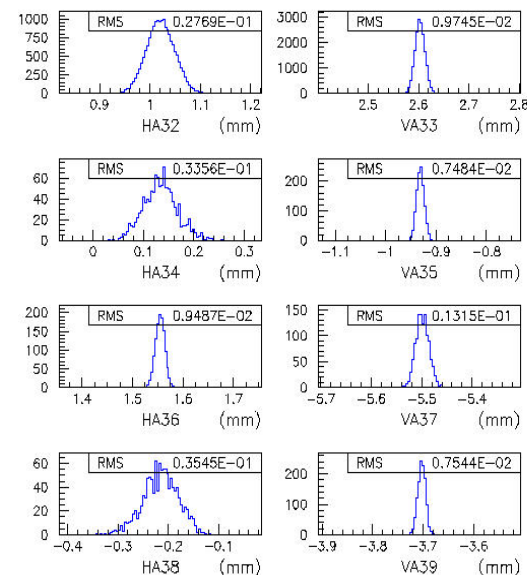 1000
750
500
250
0
RMS 0.2769E-01
0.9 1 1.1 1.2
HA32 (mm)
3000
2000
1000
0
RMS 0.9745E-02
2.5 2.6 2.7 2.8
VA33 (mm)
60
40
20
0
RMS 0.3356E-01
0 0.1 0.2 0.3
HA34 (mm)
200
100
0
RMS 0.7484E-02
-1.1 -1 -0.9 -0.8
VA35 (mm)
200
150
100
50
0
RMS 0.9487E-02
1.4 1.5 1.6 1.7
HA36 (mm)
150
100
50
0
RMS 0.1315E-01
-5.7 -5.6 -5.5 -5.4
VA37 (mm)
60
40
20
0
RMS 0.3545E-01
-0.4 -0.3 -0.2 -0.1
HA38 (mm)
200
100
0
RMS 0.7544E-02
-3.9 -3.8 -3.7 -3.6
VA39 (mm)